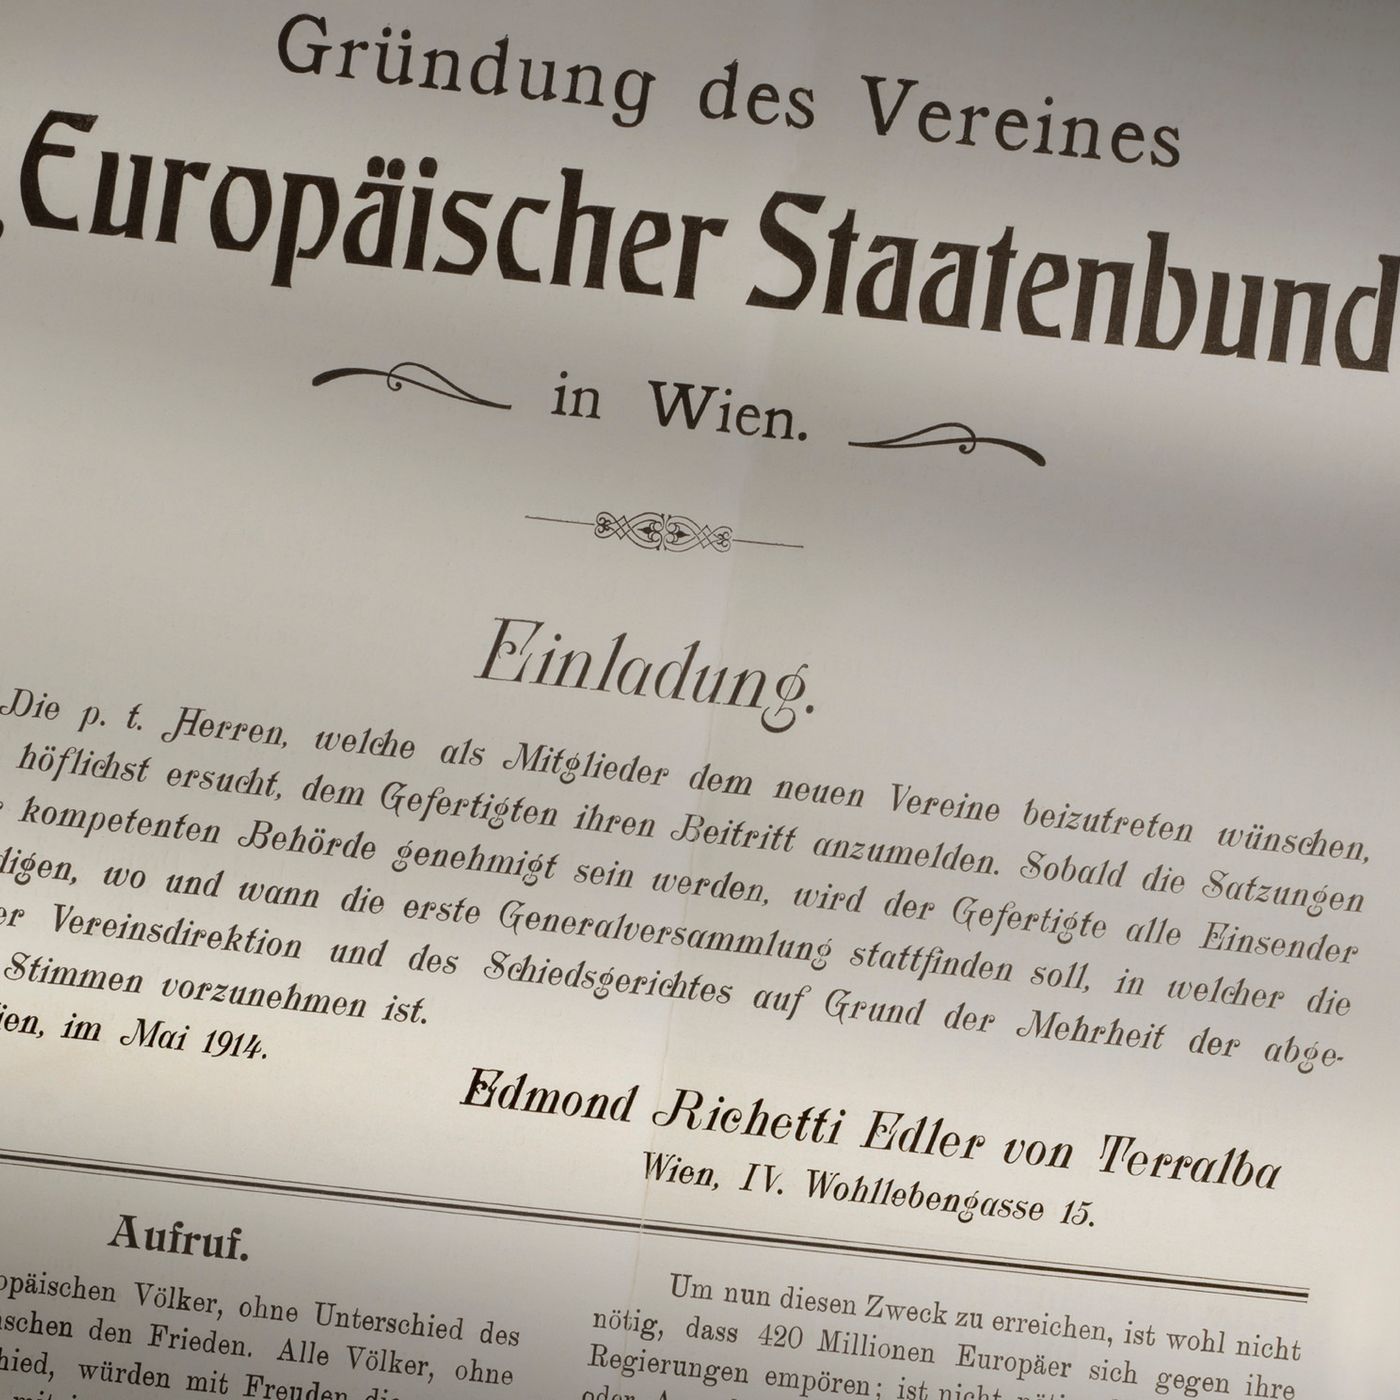 Gründung des Vereines
„Europäischer Staatenbund
in Wien.
Einladung.
Die p. t. Herren, welche als Mitglieder dem neuen Vereine beizutreten wünschen,
höflichst ersucht, dem Gefertigten ihren Beitritt anzumelden. Sobald die Satzungen
kompetenten Behörde genehmigt sein werden, wird der Gefertigte alle Einsender
digen, wo und wann die erste Generalversammlung stattfinden soll, in welcher die
er Vereinsdirektion und des Schiedsgerichtes auf Grund der Mehrheit der abge-
Stimmen vorzunehmen ist.
ien, im Mai 1914.
Edmond Richetti Edler von Terralba
Wien, IV. Wohllebengasse 15.
Aufruf.
opäischen Völker, ohne Unterschied des
schen den Frieden. Alle Völker, ohne
hied, würden mit Freuden die
Um nun diesen Zweck zu erreichen, ist wohl nicht
nötig, dass 420 Millionen Europäer sich gegen ihre
Regierungen empören; ist nicht